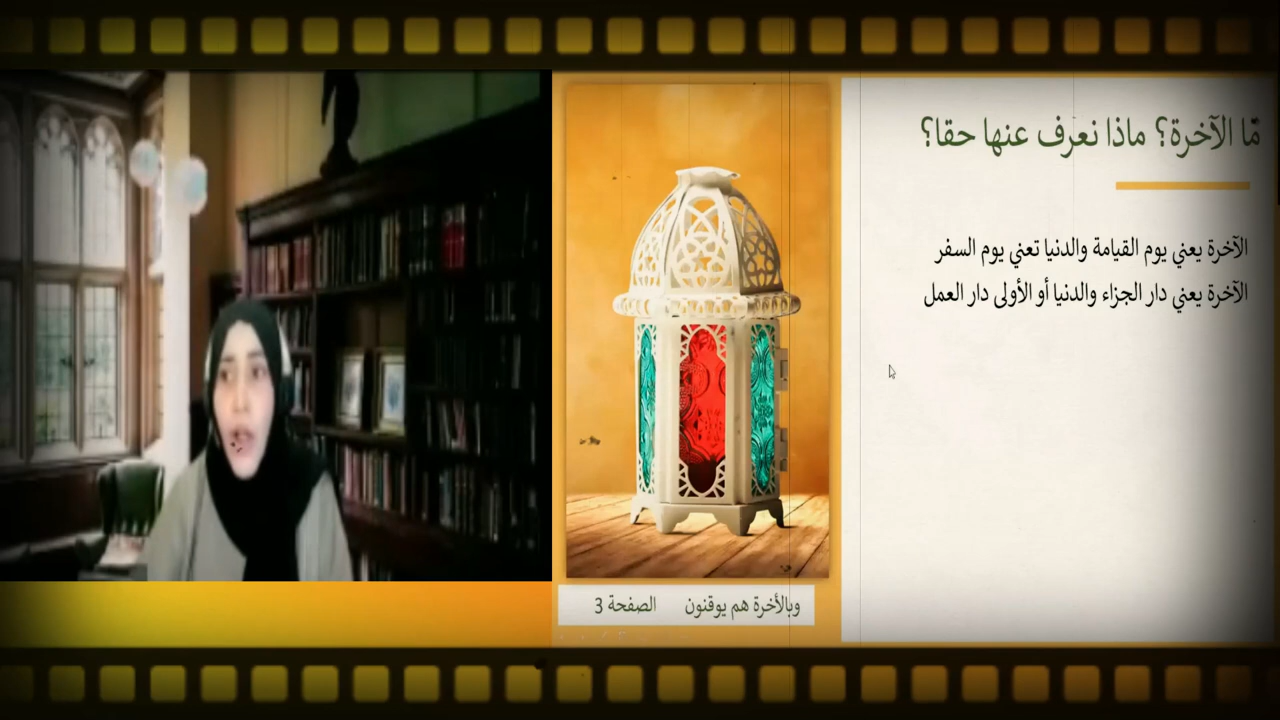 مّا الآخرة؟ ماذا نعرف عنها حقا؟
الآخرة يعني يوم القيامة والدنيا تعني يوم السفر
الآخرة يعني دار الجزاء والدنيا أو الأولى دار العمل
وبالأخرة هم يوقنون الصفحة 3